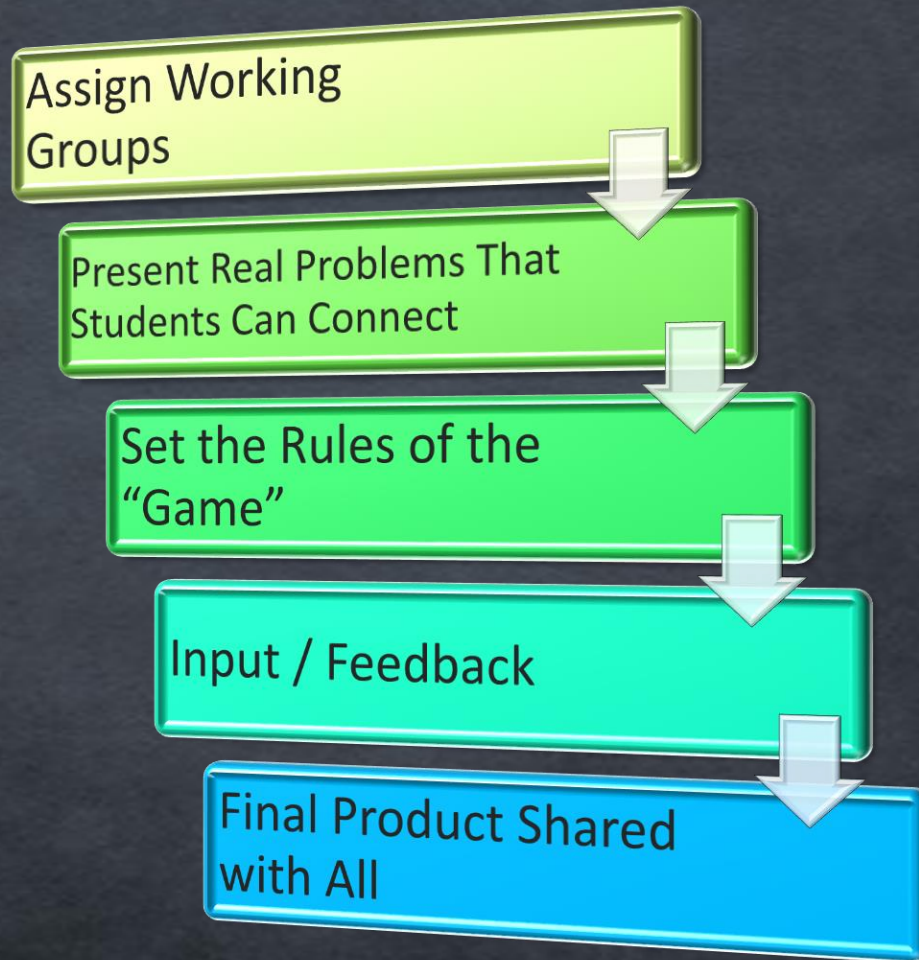 Assign Working
Groups
Present Real Problems That
Students Can Connect
Set the Rules of the
“Game”
Input / Feedback
Final Product Shared
with All